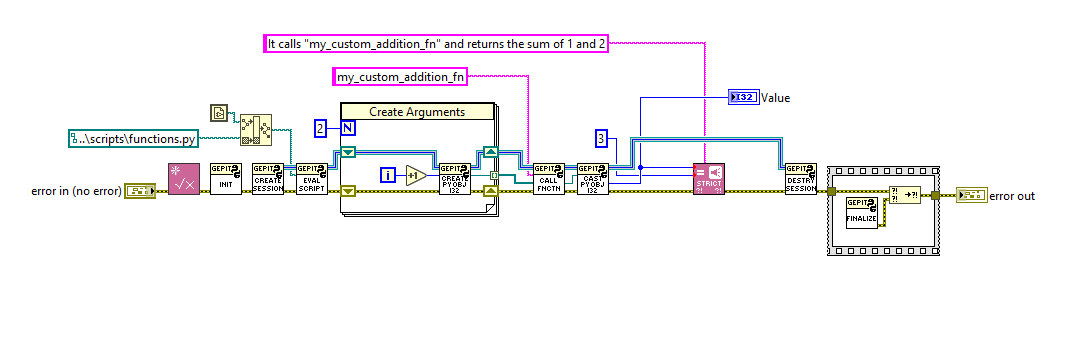 It calls "my_custom_addition_fn" and returns the sum of 1 and 2
my_custom_addition_fn
Create Arguments
I32
Value
2
N
3
..\scripts\functions.py
√x
GEPIT
INIT
GEPIT
CREATE
SESSION
GEPIT
EVAL
SCRIPT
i
+1
GEPIT
CREATE
PYOBJ
I32
GEPIT
CALL
FNCTN
GEPIT
CAST
PYOBJ
I32
=
STRICT
?! ?!
GEPIT
DESTRY
SESSION
error in (no error)
GEPIT
FINALIZE
?!
?!
→?!
error out